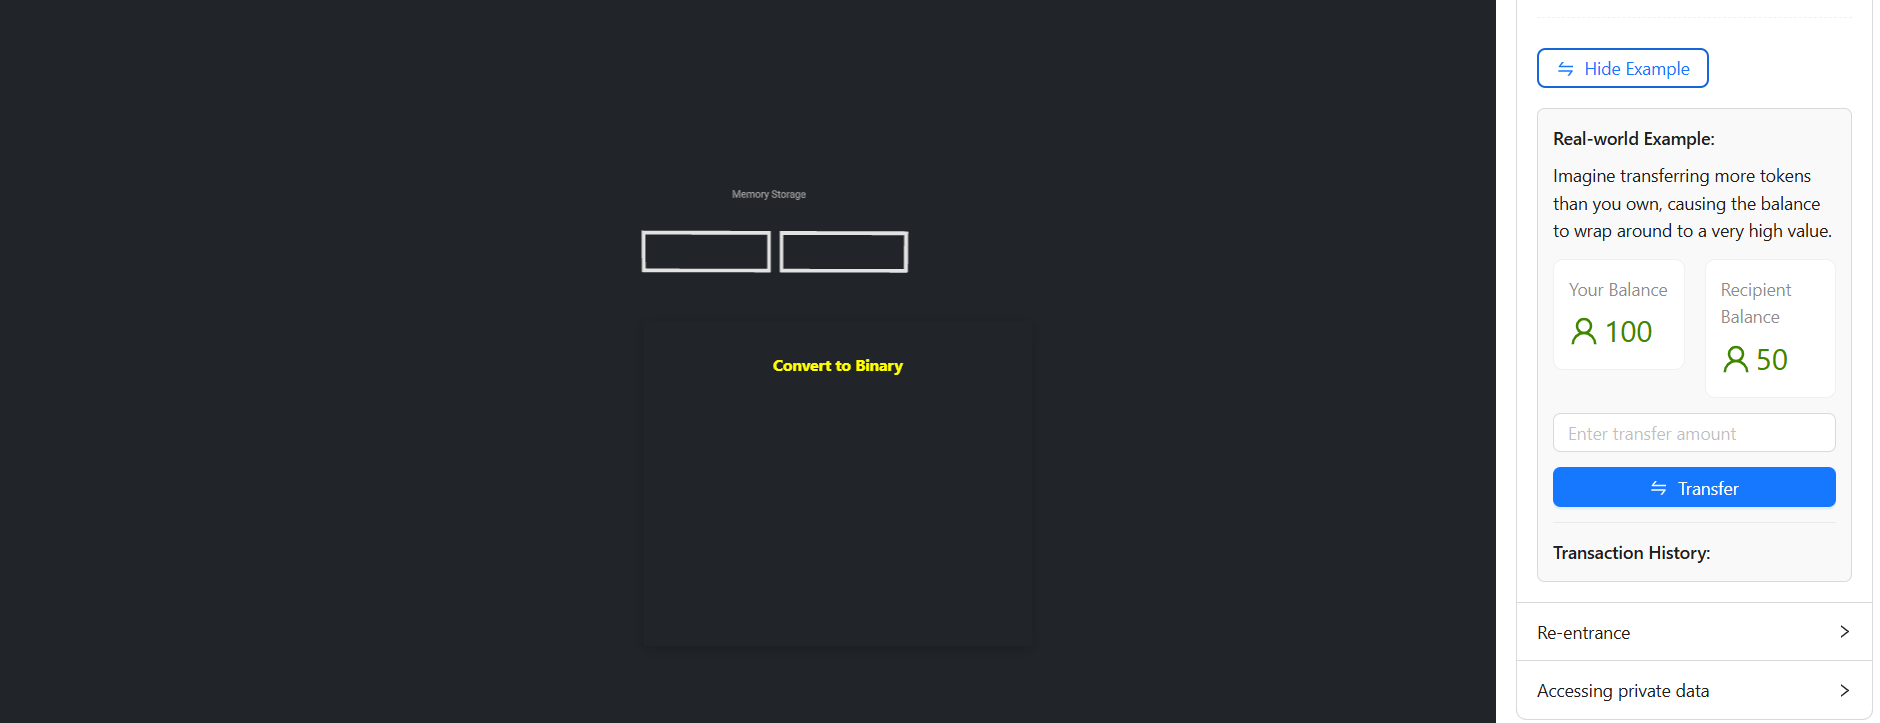 Memory Storage
Convert to Binary
Hide Example
Real-world Example:
Imagine transferring more tokens
than you own, causing the balance
to wrap around to a very high value.
Your Balance
100
Recipient
Balance
50
Enter transfer amount
Transfer
Transaction History:
Re-entrance
Accessing private data